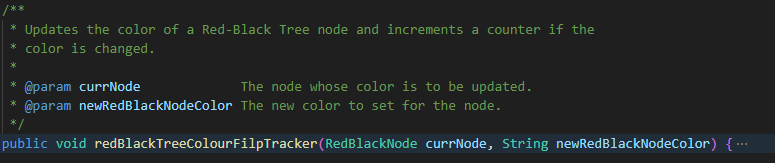 /**
 * Updates the color of a Red-Black Tree node and increments a counter if the
 * color is changed.
 *
 * @param currNode             The node whose color is to be updated.
 * @param newRedBlackNodeColor The new color to set for the node.
 */
public void redBlackTreeColourFilpTracker(RedBlackNode currNode, String newRedBlackNodeColor) {···